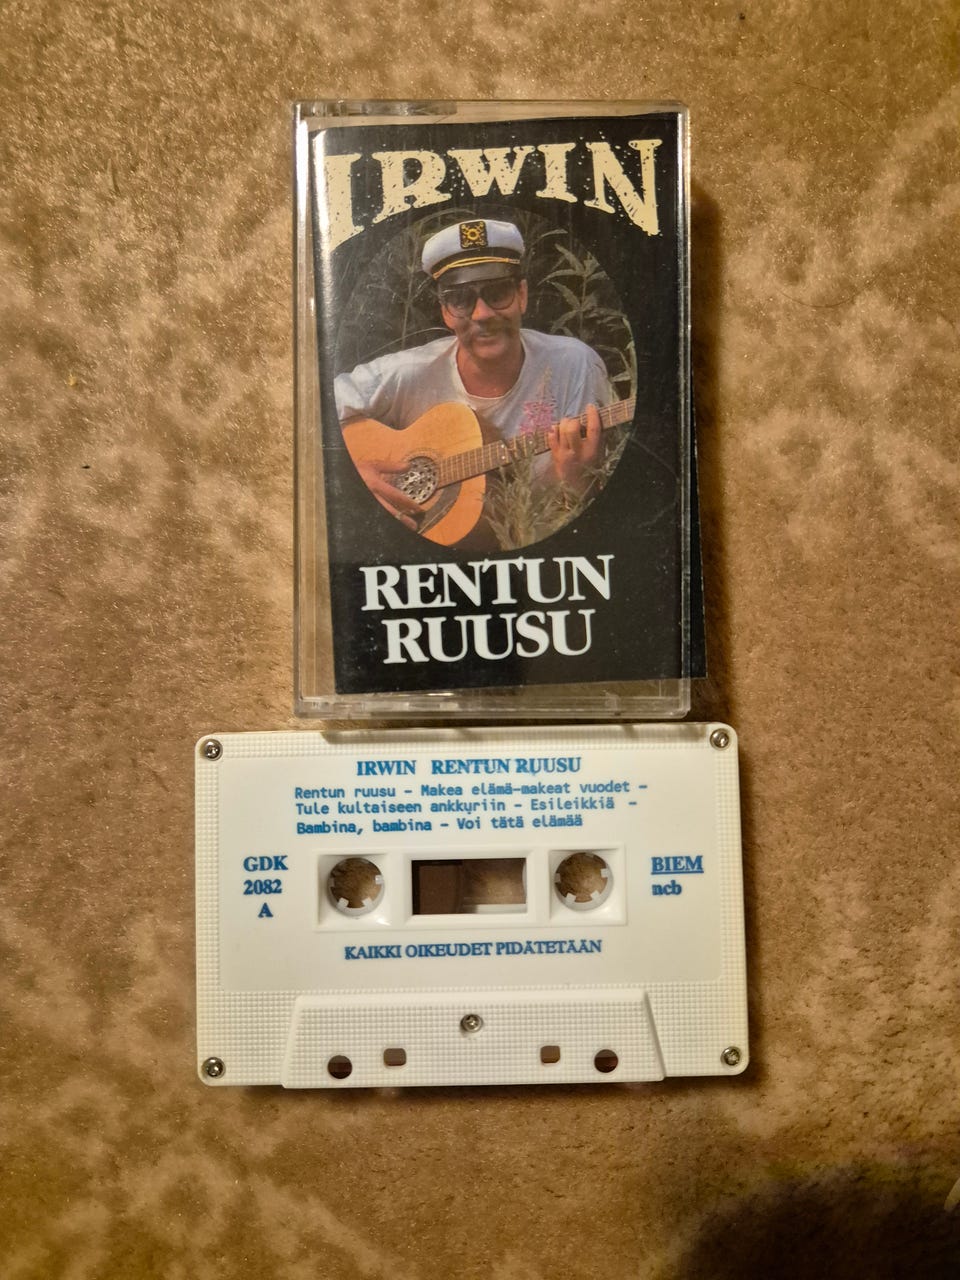 IRWIN
RENTUN
RUUSU
IRWIN RENTUN RUUSU
Rentun ruusu – Makea elämä-makeat vuodet –
Tule kultaiseen ankkyriin – Esileikkiä –
Bambina, bambina – Voi tätä elämää
GDK
2082
A
BIEM
ncb
KAIKKI OIKEUDET PIDÄTETÄÄN